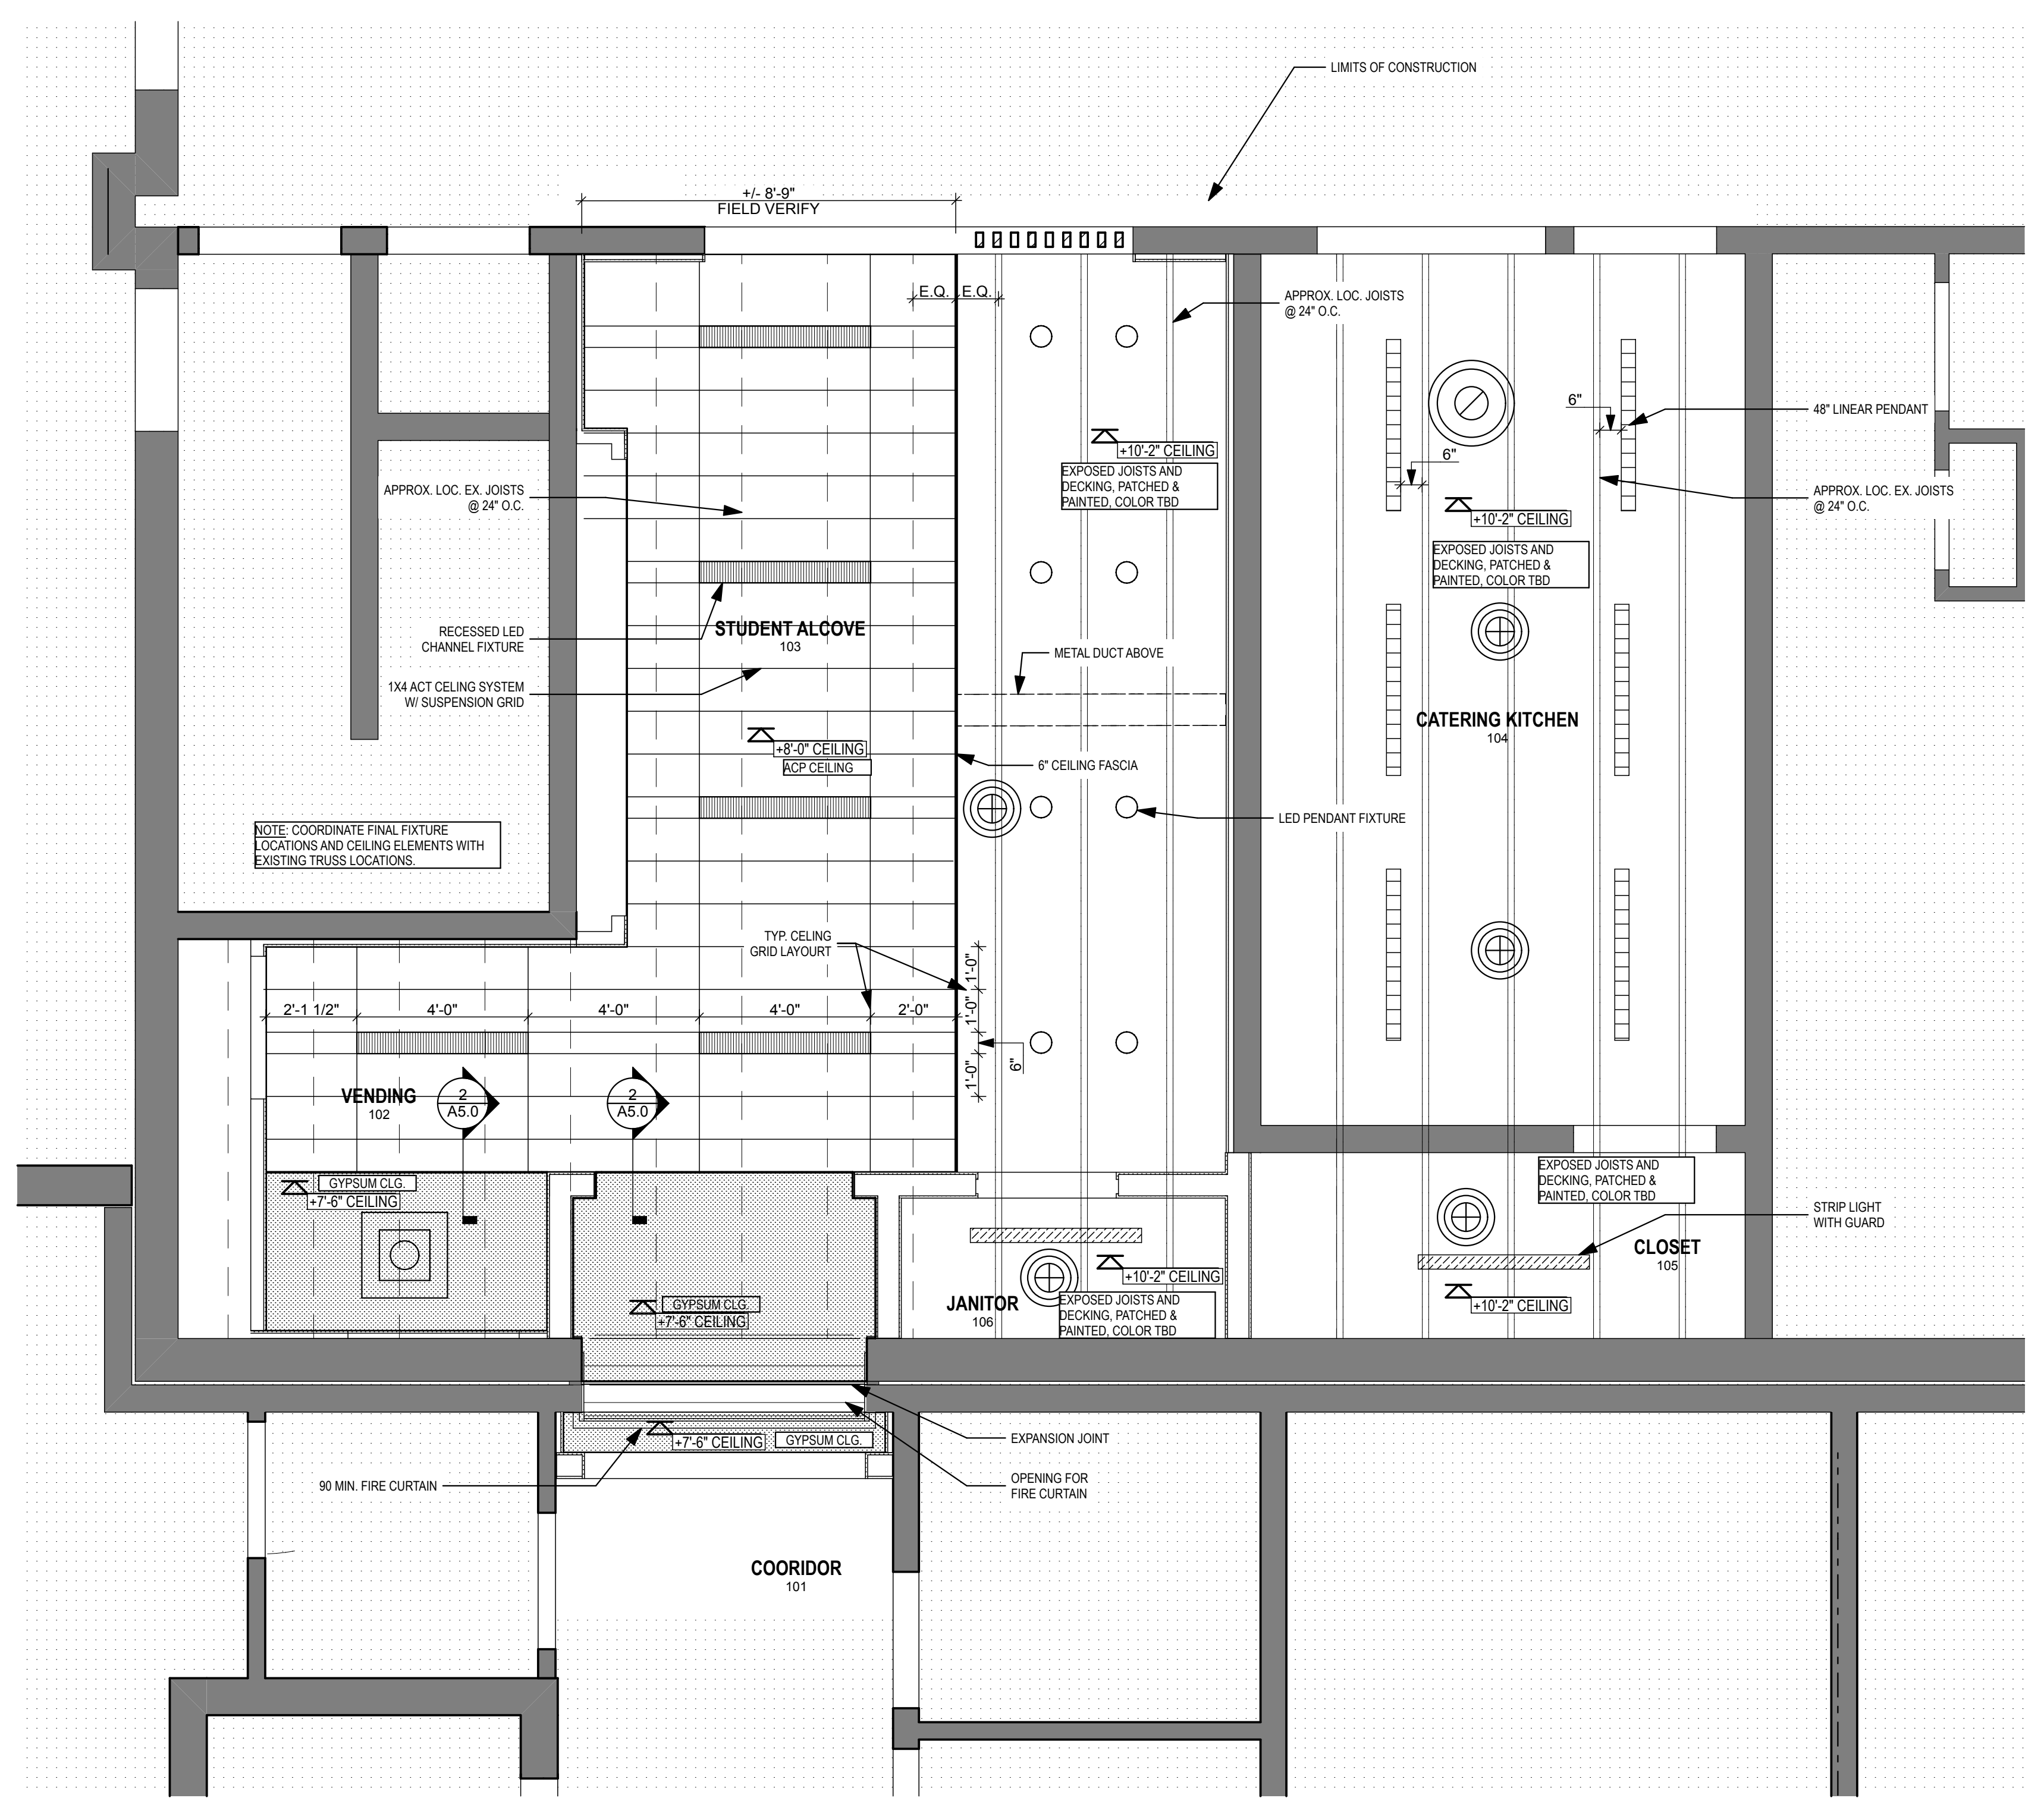 LIMITS OF CONSTRUCTION
+/- 8'-9"
FIELD VERIFY
E.Q.
E.Q.
APPROX. LOC. JOISTS
@ 24" O.C.
6"
48" LINEAR PENDANT
+10'-2" CEILING
EXPOSED JOISTS AND
DECKING, PATCHED &
PAINTED, COLOR TBD
6"
APPROX. LOC. EX. JOISTS
@ 24" O.C.
APPROX. LOC. EX. JOISTS
@ 24" O.C.
+10'-2" CEILING
EXPOSED JOISTS AND
DECKING, PATCHED &
PAINTED, COLOR TBD
RECESSED LED
CHANNEL FIXTURE
STUDENT ALCOVE
103
METAL DUCT ABOVE
1X4 ACT CELING SYSTEM
W/ SUSPENSION GRID
CATERING KITCHEN
104
+8'-0" CEILING
ACP CEILING
6" CEILING FASCIA
LED PENDANT FIXTURE
NOTE: COORDINATE FINAL FIXTURE
LOCATIONS AND CEILING ELEMENTS WITH
EXISTING TRUSS LOCATIONS.
TYP. CELING
GRID LAYOURT
1'-0"
1'-0"
1'-0"
6"
2'-1 1/2"
4'-0"
4'-0"
4'-0"
2'-0"
VENDING
102
2
A5.0
2
A5.0
GYPSUM CLG.
+7'-6" CEILING
EXPOSED JOISTS AND
DECKING, PATCHED &
PAINTED, COLOR TBD
STRIP LIGHT
WITH GUARD
CLOSET
105
+10'-2" CEILING
+10'-2" CEILING
EXPOSED JOISTS AND
DECKING, PATCHED &
PAINTED, COLOR TBD
JANITOR
106
GYPSUM CLG.
+7'-6" CEILING
+7'-6" CEILING
GYPSUM CLG.
EXPANSION JOINT
90 MIN. FIRE CURTAIN
OPENING FOR
FIRE CURTAIN
COORIDOR
101